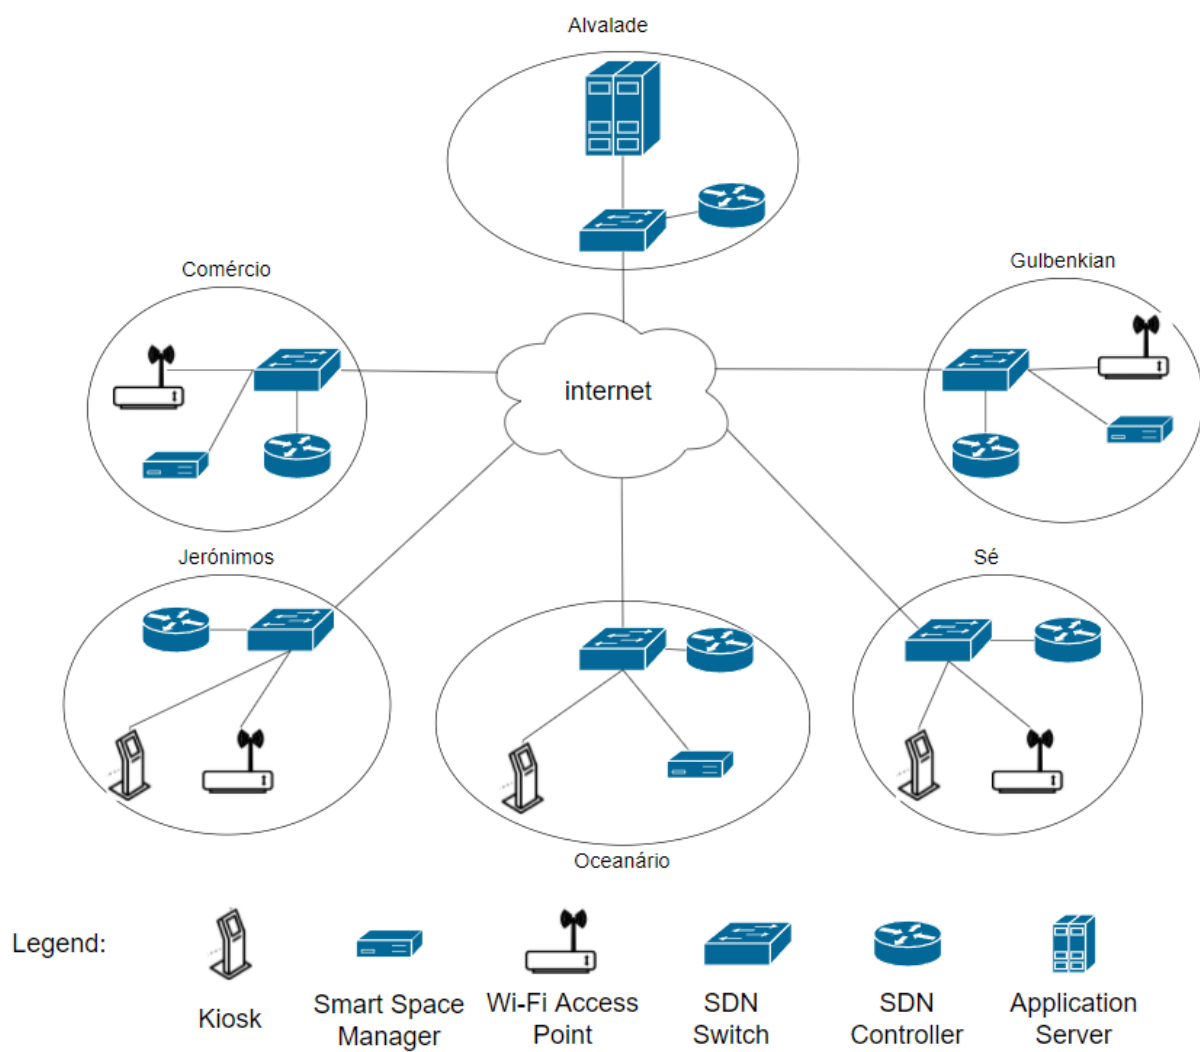 Alvalade
Comércio
Gulbenkian
internet
Jerónimos
Sé
Oceanário
Legend:
Kiosk
Smart Space
Manager
Wi-Fi Access
Point
SDN
Switch
SDN
Controller
Application
Server